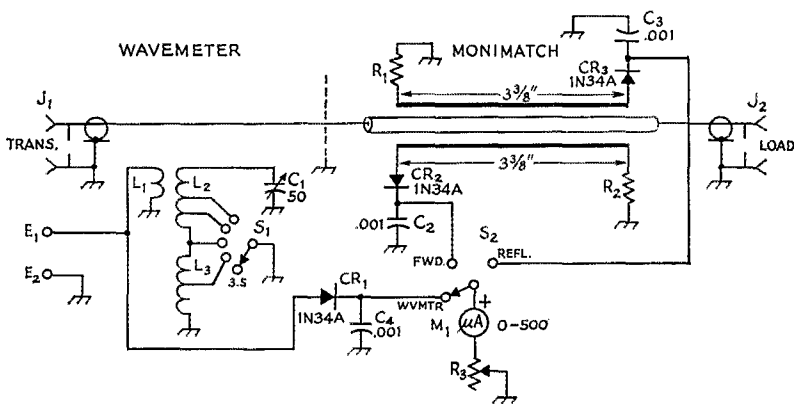 WAVEMETER
MONIMATCH
C3
.001
R1
CR3
1N34A
3 3/8"
J1
J2
TRANS.
LOAD
3 3/8"
CR2
1N34A
R2
L1
L2
C1
50
.001
C2
S1
S2
E1
FWD.
REFL.
L3
E2
3.5
CR1
1N34A
WVMTR
+
C4
.001
M1
µA
0-500
R3